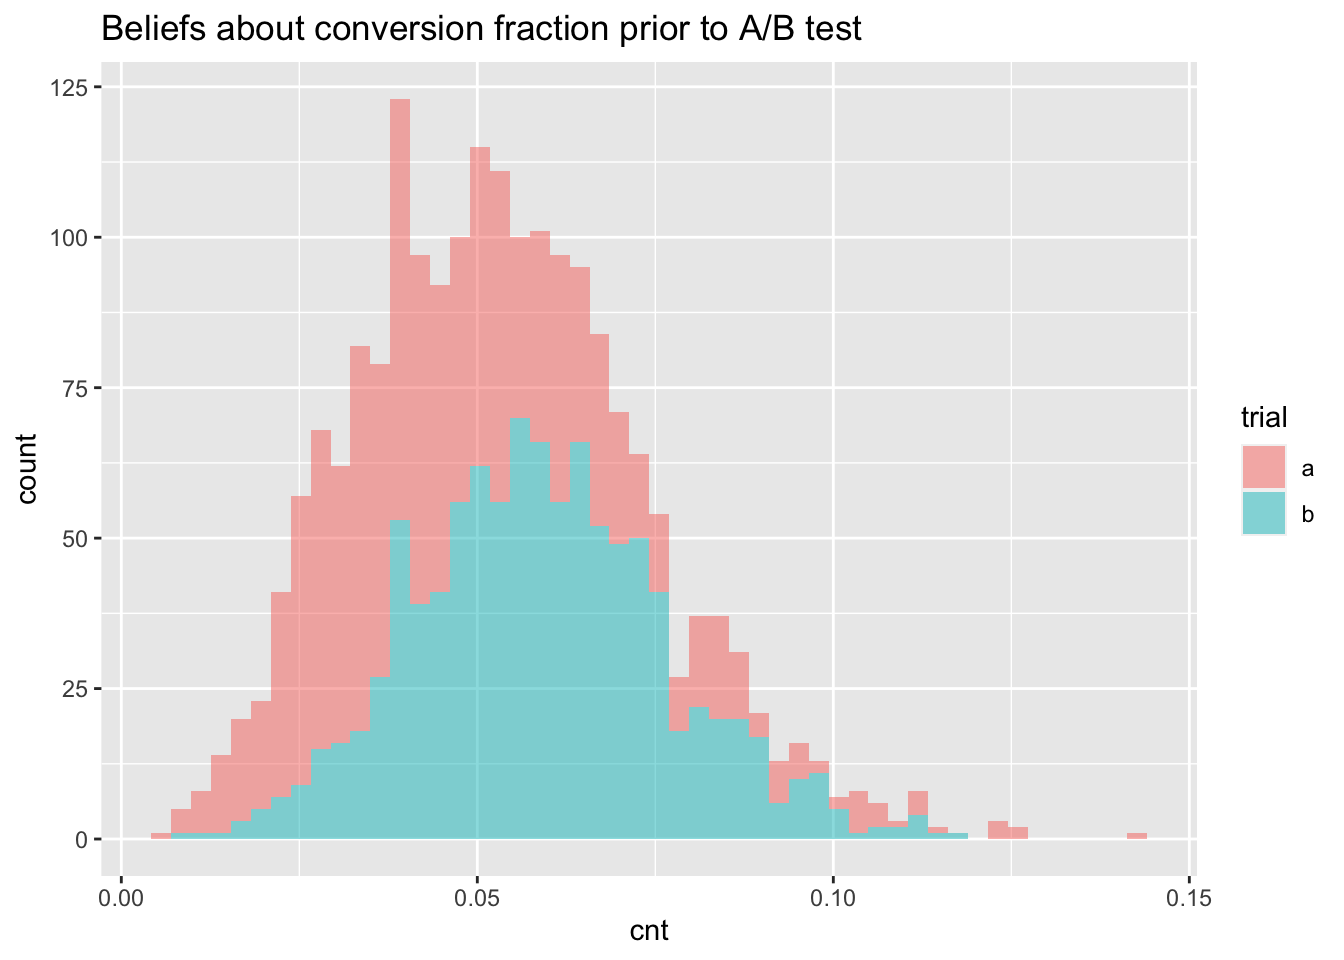 Beliefs about conversion fraction prior to A/B test
125
100
75
50
25
0
count
0.00 0.05 0.10 0.15
cnt
trial
a
b